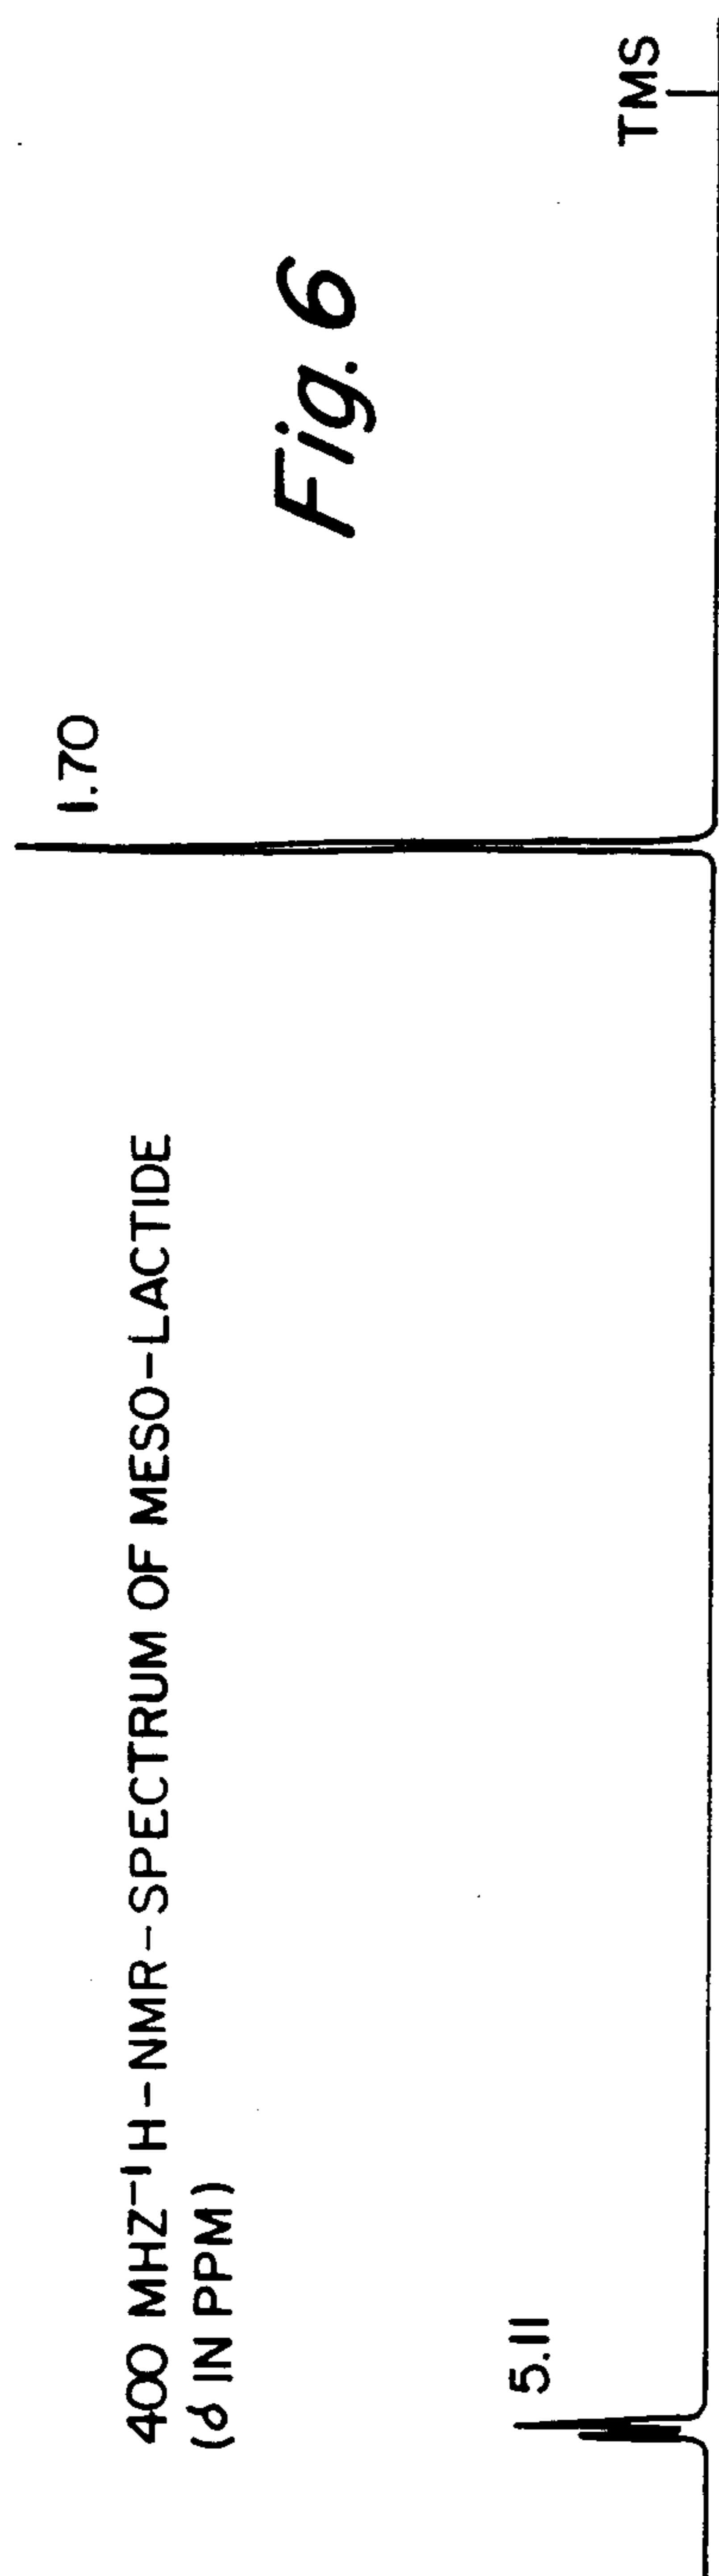 400 MHZ-¹H-NMR-SPECTRUM OF MESO-LACTIDE
(δ IN PPM)
5.11
1.70
Fig. 6
TMS